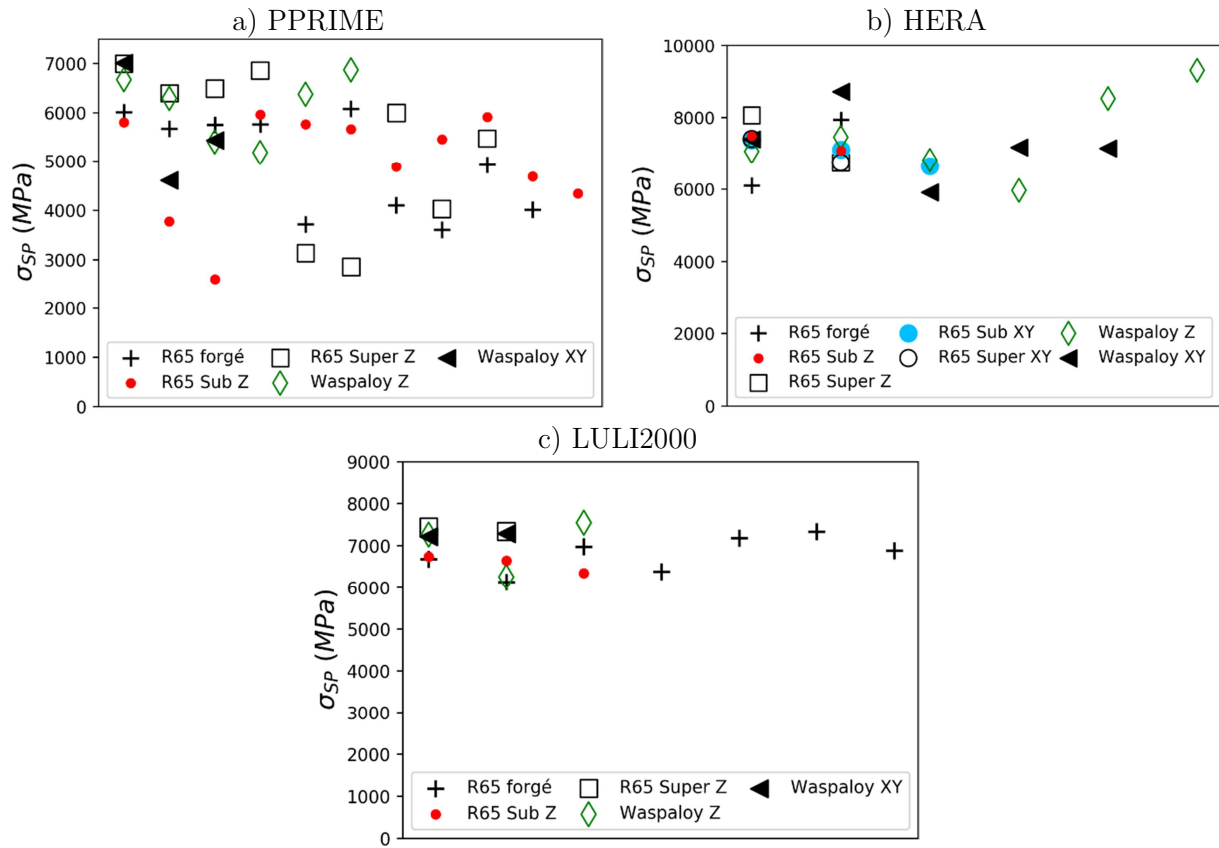 a) PPRIME
σSP (MPa)
7000
6000
5000
4000
3000
2000
1000
0
R65 forgé
R65 Sub Z
R65 Super Z
Waspaloy Z
Waspaloy XY
b) HERA
σSP (MPa)
10000
8000
6000
4000
2000
0
R65 forgé
R65 Sub Z
R65 Super Z
R65 Sub XY
R65 Super XY
Waspaloy Z
Waspaloy XY
c) LULI2000
σSP (MPa)
9000
8000
7000
6000
5000
4000
3000
2000
1000
0
R65 forgé
R65 Sub Z
R65 Super Z
Waspaloy Z
Waspaloy XY